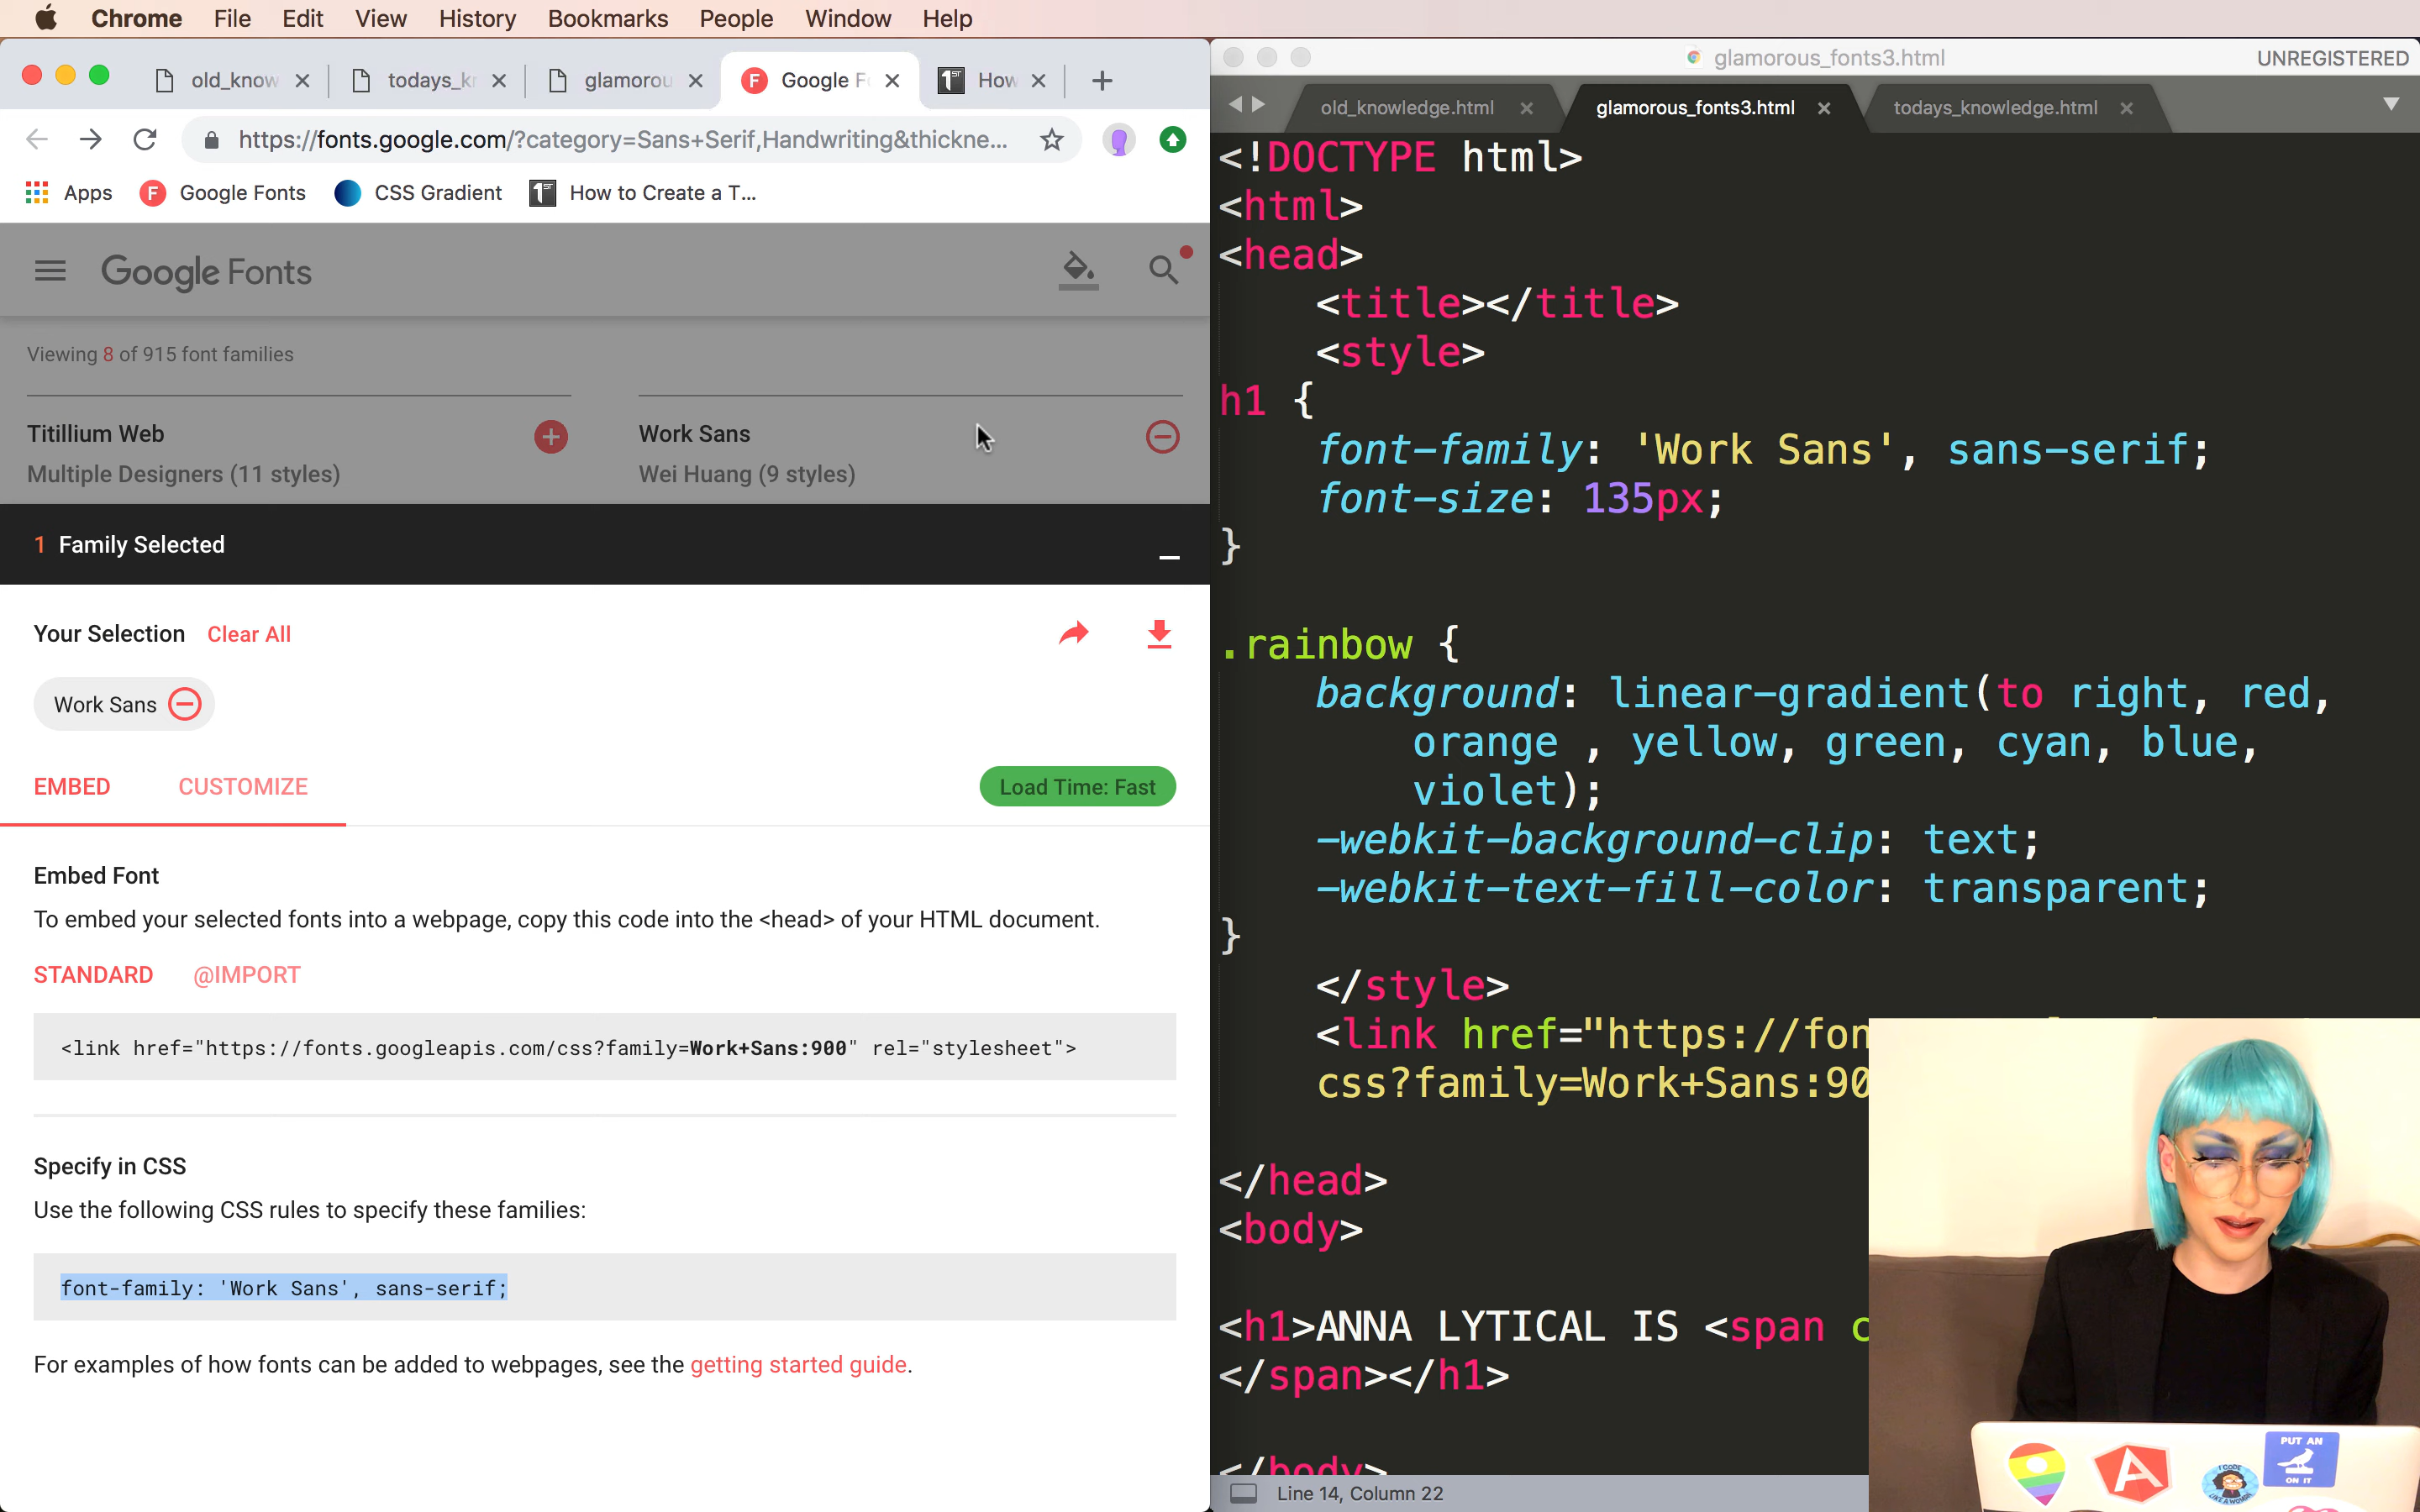 Chrome File Edit View History Bookmarks People Window Help
old_know
todays_k
glamorou
Google F
How
https://fonts.google.com/?category=Sans+Serif,Handwriting&thickne...
Apps Google Fonts CSS Gradient How to Create a T...
Google Fonts
Viewing 8 of 915 font families
Titillium Web
Multiple Designers (11 styles)
Work Sans
Wei Huang (9 styles)
1 Family Selected
Your Selection Clear All
Work Sans
EMBED CUSTOMIZE Load Time: Fast
Embed Font
To embed your selected fonts into a webpage, copy this code into the <head> of your HTML document.
STANDARD @IMPORT
<link href="https://fonts.googleapis.com/css?family=Work+Sans:900" rel="stylesheet">
Specify in CSS
Use the following CSS rules to specify these families:
font-family: 'Work Sans', sans-serif;
For examples of how fonts can be added to webpages, see the getting started guide.
glamorous_fonts3.html UNREGISTERED
old_knowledge.html glamorous_fonts3.html todays_knowledge.html
<!DOCTYPE html>
<html>
<head>
<title></title>
<style>
h1 {
font-family: 'Work Sans', sans-serif;
font-size: 135px;
}
.rainbow {
background: linear-gradient(to right, red,
orange , yellow, green, cyan, blue,
violet);
-webkit-background-clip: text;
-webkit-text-fill-color: transparent;
}
</style>
<link href="https://fon
css?family=Work+Sans:90
</head>
<body>
<h1>ANNA LYTICAL IS <span c
</span></h1>
</body>
Line 14, Column 22
PUT AN
ON IT
I CODE